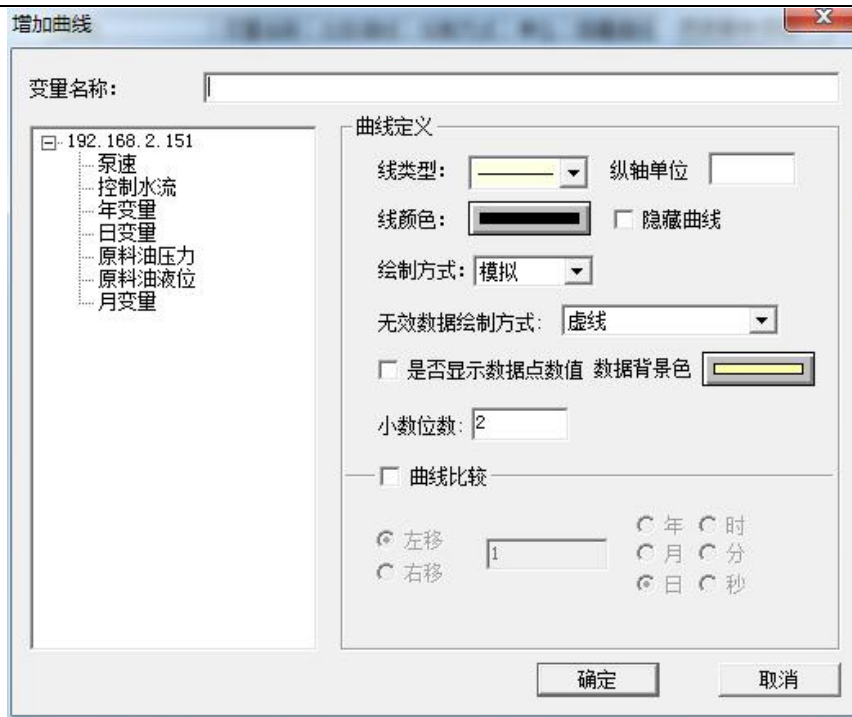 增加曲线
变量名称：
192.168.2.151
泵速
控制水流
年变量
日变量
原料油压力
原料油液位
月变量
曲线定义
线类型： 纵轴单位
线颜色： 隐藏曲线
绘制方式：模拟
无效数据绘制方式： 虚线
是否显示数据点数值 数据背景色
小数位数：2
曲线比较
左移 1 年 时
右移 月 分
日 秒
确定 取消